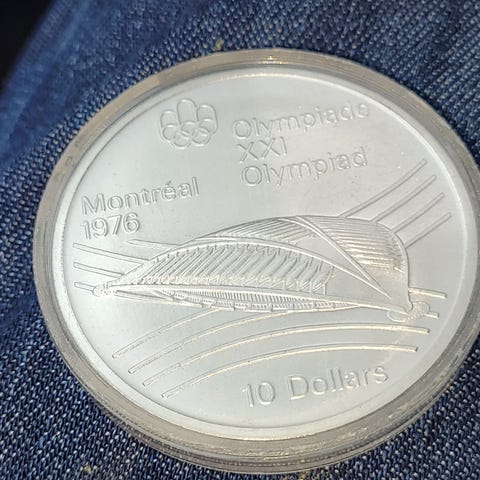 Olympiade
XXI
Olympiad
Montréal
1976
10 Dollars